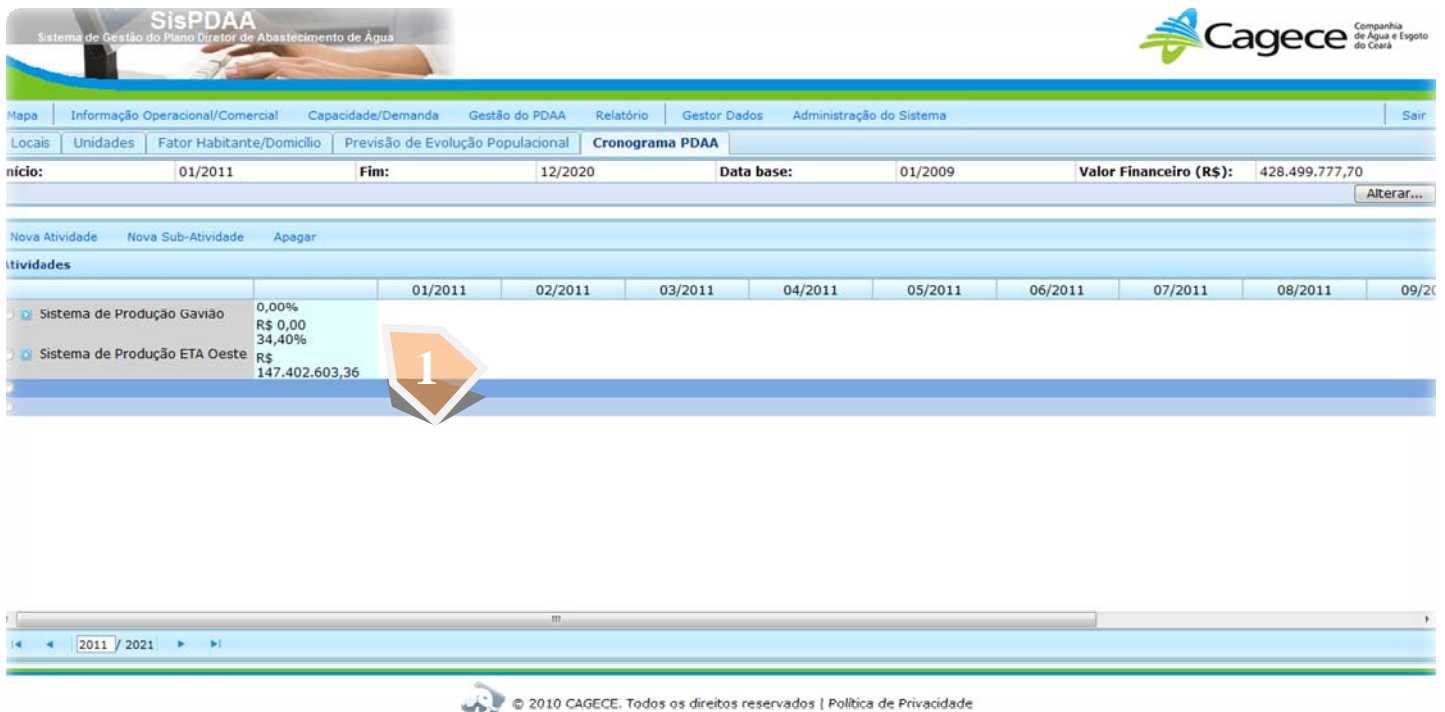 SisPDAA
Sistema de Gestão do Plano Diretor de Abastecimento de Água
Cagece Companhia de Água e Esgoto do Ceará
Mapa Informação Operacional/Comercial Capacidade/Demanda Gestão do PDAA Relatório Gestor Dados Administração do Sistema Sair
Locais Unidades Fator Habitante/Domicílio Previsão de Evolução Populacional Cronograma PDAA
nício: 01/2011 Fim: 12/2020 Data base: 01/2009 Valor Financeiro (R$): 428.499.777,70
Alterar...
Nova Atividade Nova Sub-Atividade Apagar
Atividades
01/2011 02/2011 03/2011 04/2011 05/2011 06/2011 07/2011 08/2011 09/20
Sistema de Produção Gavião 0,00%
R$ 0,00
34,40%
Sistema de Produção ETA Oeste R$
147.402.603,36
1
2011 / 2021
© 2010 CAGECE. Todos os direitos reservados | Política de Privacidade